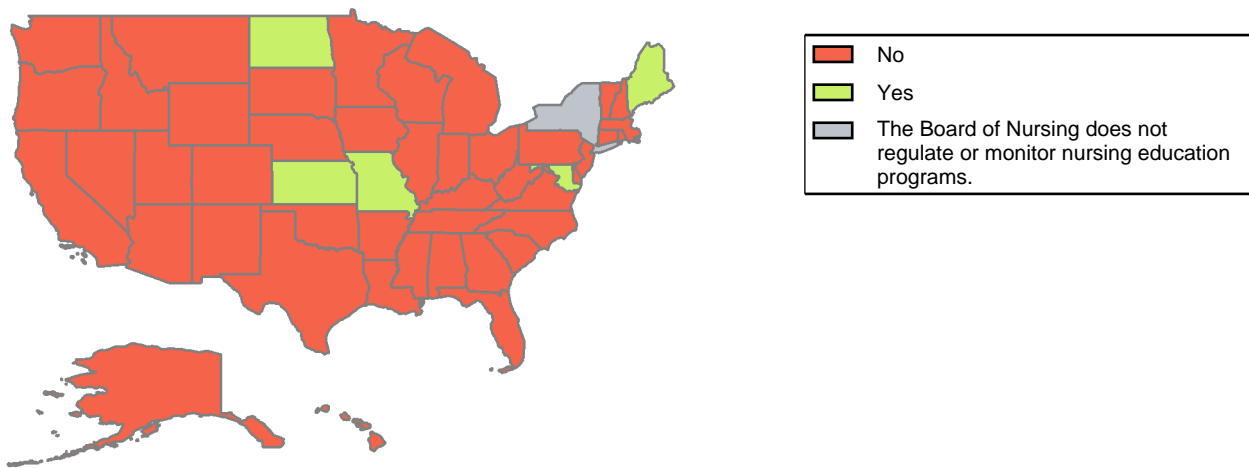 No
Yes
The Board of Nursing does not
regulate or monitor nursing education
programs.